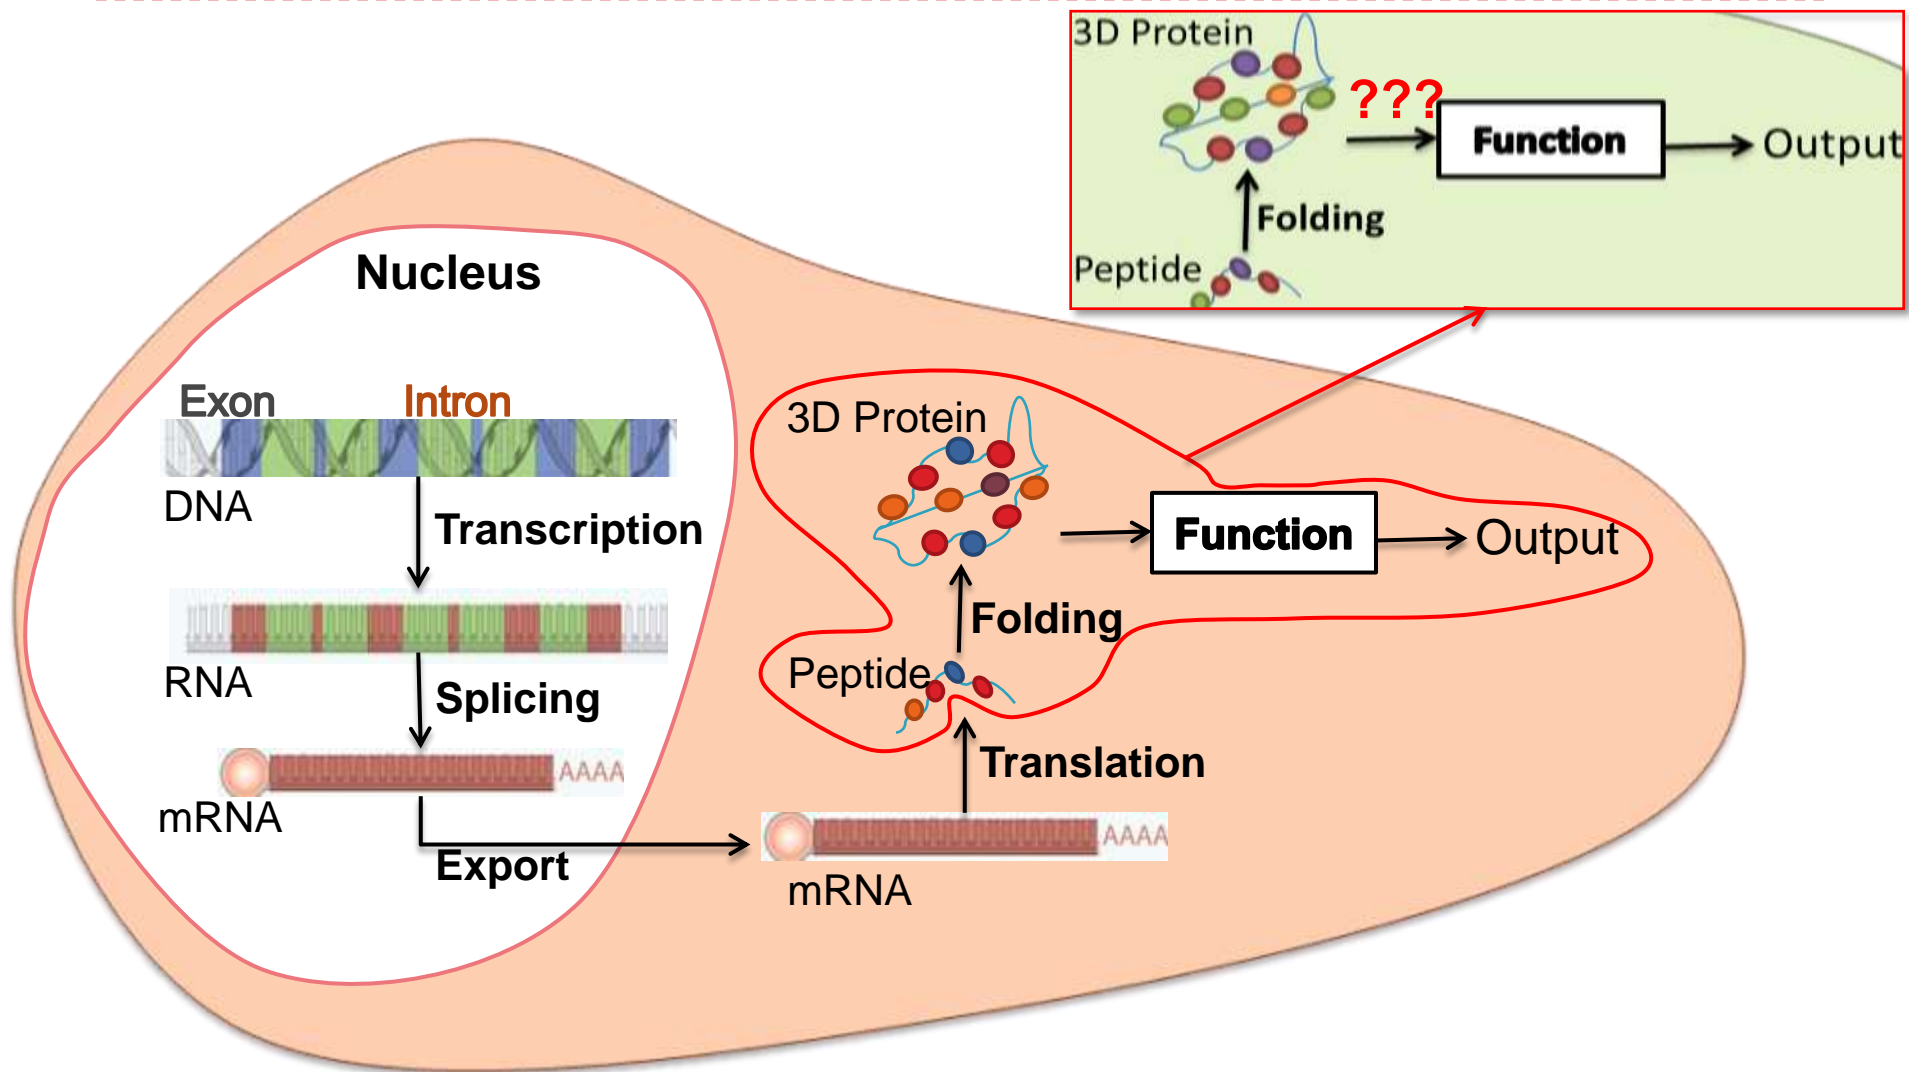 3D Protein
???
Function
Output
Folding
Peptide
Nucleus
Exon
Intron
DNA
Transcription
RNA
Splicing
AAAA
mRNA
Export
3D Protein
Function
Output
Folding
Peptide
Translation
AAAA
mRNA